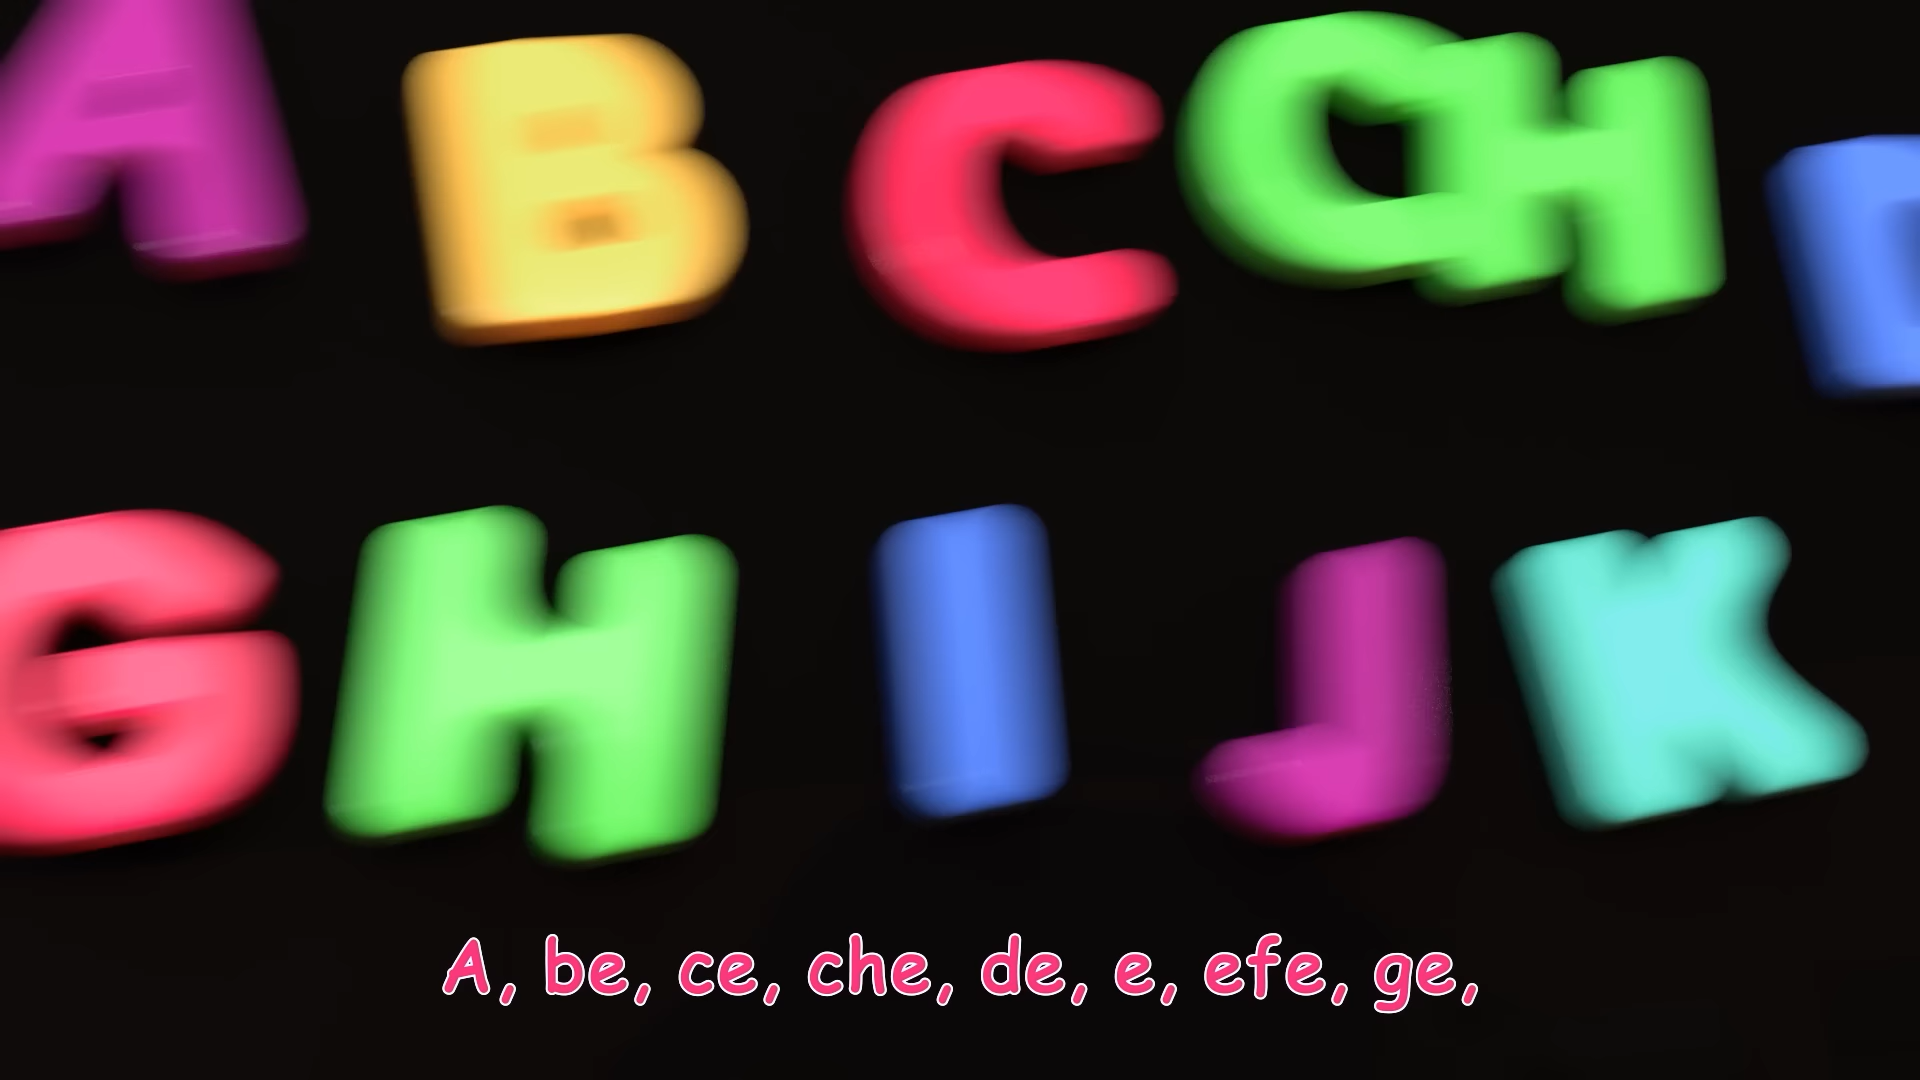 A B C CH D
G H I J K
A, be, ce, che, de, e, efe, ge,